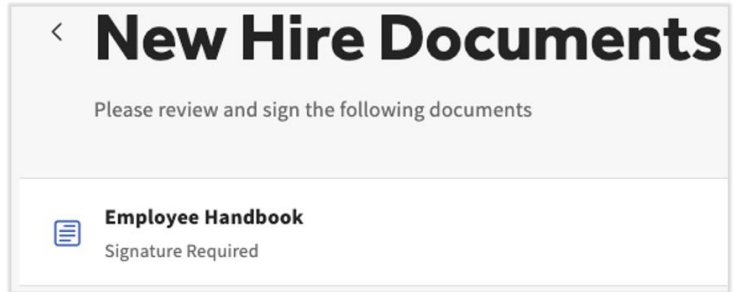 New Hire Documents
Please review and sign the following documents
Employee Handbook
Signature Required